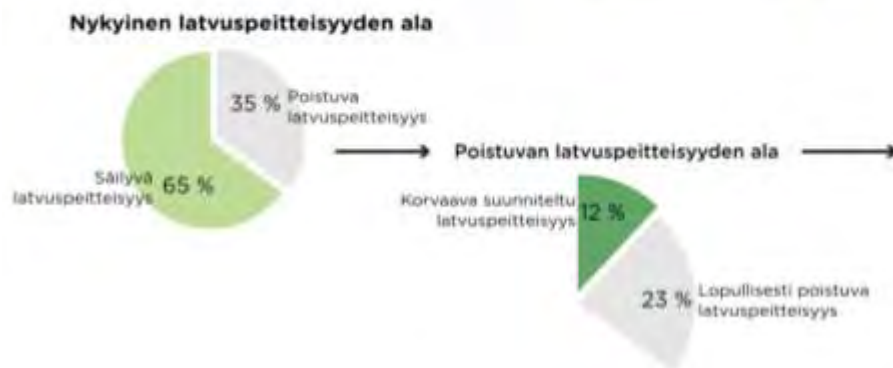 Nykyinen latvuspeitteisyyden ala
35 % Poistuva
latvuspeitteisyys
Säilyvä
latvuspeitteisyys 65 %
Poistuvan latvuspeitteisyyden ala
Korvaava suunniteltu
latvuspeitteisyys 12 %
23 % Lopullisesti poistuva
latvuspeitteisyys